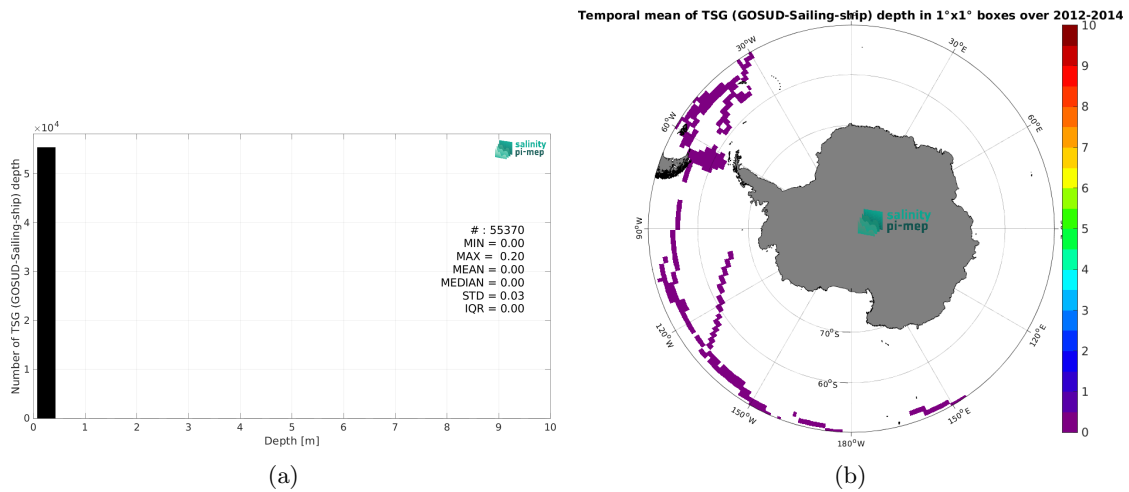 ×10⁴
5
4
3
2
1
0
Number of TSG (GOSUD-Sailing-ship) depth
salinity
pi-mep
# : 55370
MIN = 0.00
MAX = 0.20
MEAN = 0.00
MEDIAN = 0.00
STD = 0.03
IQR = 0.00
0 1 2 3 4 5 6 7 8 9 10
Depth [m]
(a)
Temporal mean of TSG (GOSUD-Sailing-ship) depth in 1°x1° boxes over 2012-2014
30°W
30°E
60°W
60°E
90°W
salinity
pi-mep
120°W
120°E
70°S
60°S
150°W
150°E
180°W
10
9
8
7
6
5
4
3
2
1
0
(b)